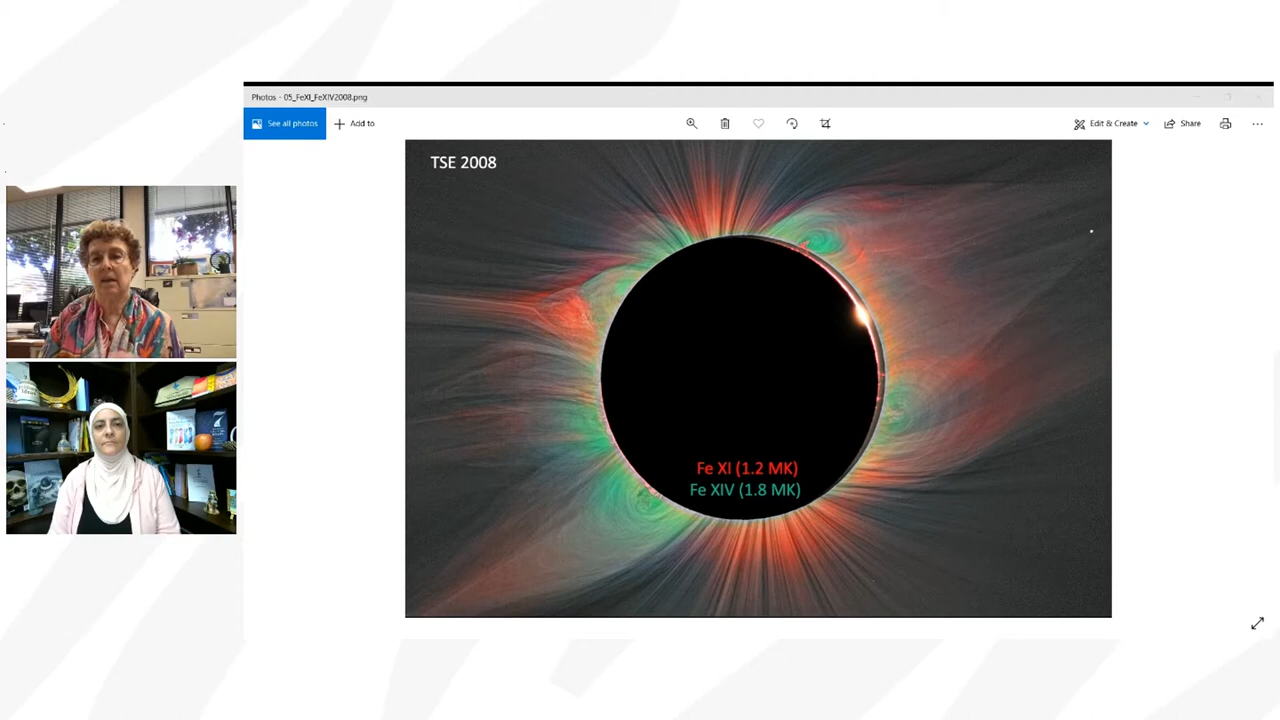 Photos - 05_FeXI_FeXIV2008.png
See all photos
Add to
Edit & Create
Share
TSE 2008
Fe XI (1.2 MK)
Fe XIV (1.8 MK)